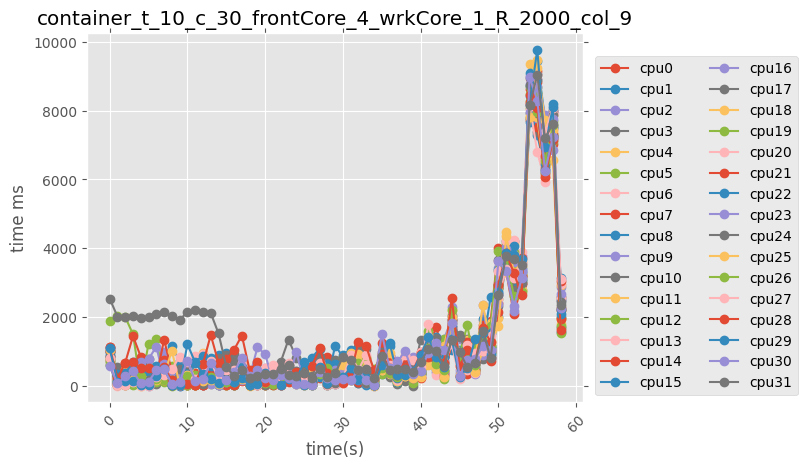 container_t_10_c_30_frontCore_4_wrkCore_1_R_2000_col_9
10000
8000
6000
4000
2000
0
time ms
0
10
20
30
40
50
60
time(s)
cpu0
cpu1
cpu2
cpu3
cpu4
cpu5
cpu6
cpu7
cpu8
cpu9
cpu10
cpu11
cpu12
cpu13
cpu14
cpu15
cpu16
cpu17
cpu18
cpu19
cpu20
cpu21
cpu22
cpu23
cpu24
cpu25
cpu26
cpu27
cpu28
cpu29
cpu30
cpu31